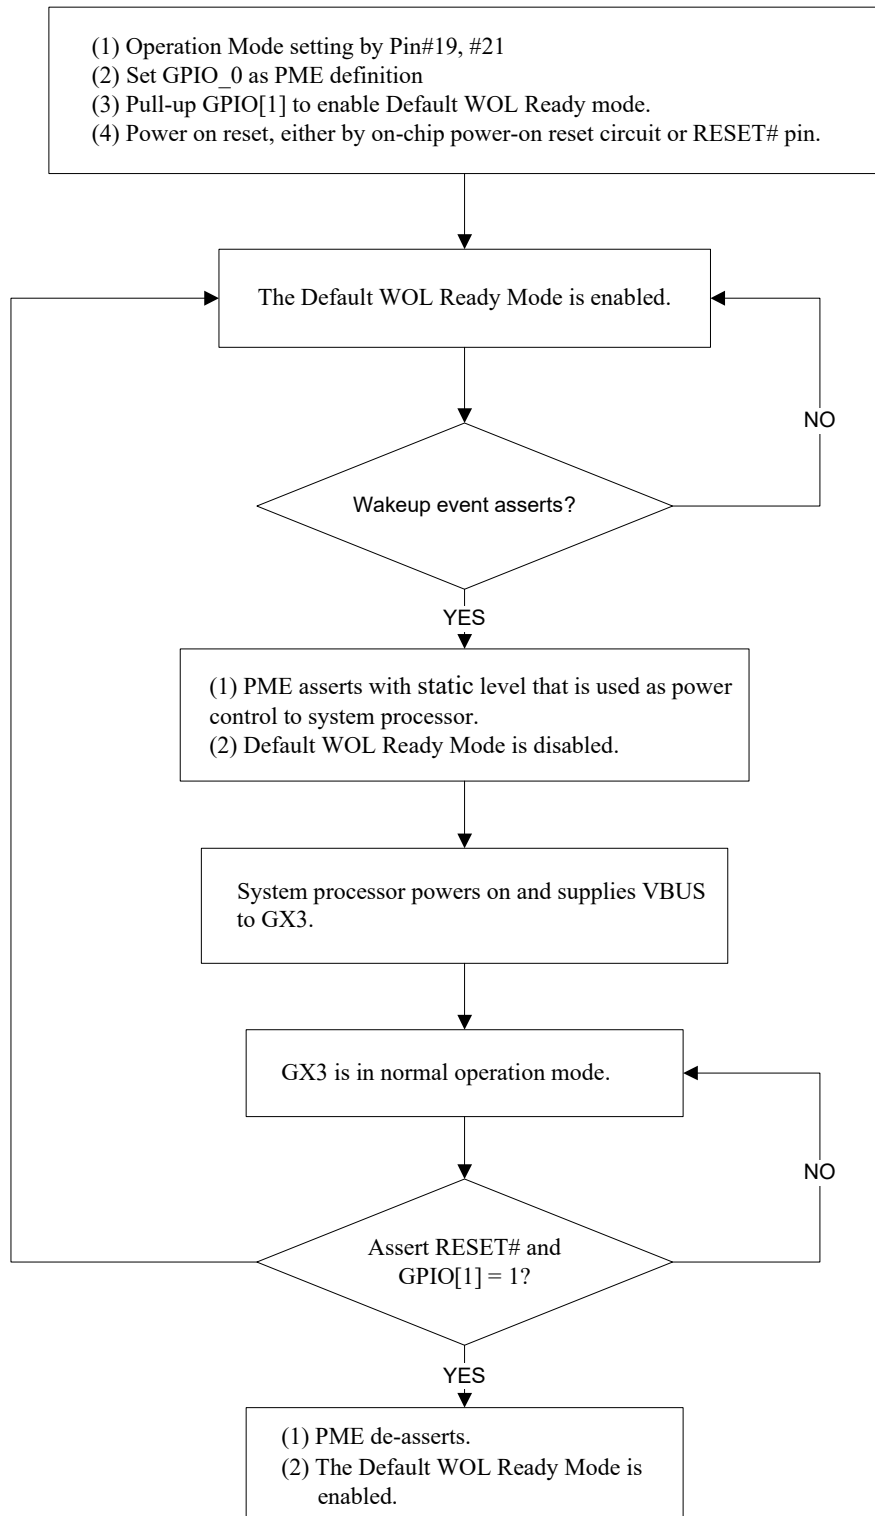 (1) Operation Mode setting by Pin#19, #21
(2) Set GPIO_0 as PME definition
(3) Pull-up GPIO[1] to enable Default WOL Ready mode.
(4) Power on reset, either by on-chip power-on reset circuit or RESET# pin.
The Default WOL Ready Mode is enabled.
NO
Wakeup event asserts?
YES
(1) PME asserts with static level that is used as power
control to system processor.
(2) Default WOL Ready Mode is disabled.
System processor powers on and supplies VBUS
to GX3.
GX3 is in normal operation mode.
NO
Assert RESET# and
GPIO[1] = 1?
YES
(1) PME de-asserts.
(2) The Default WOL Ready Mode is
enabled.